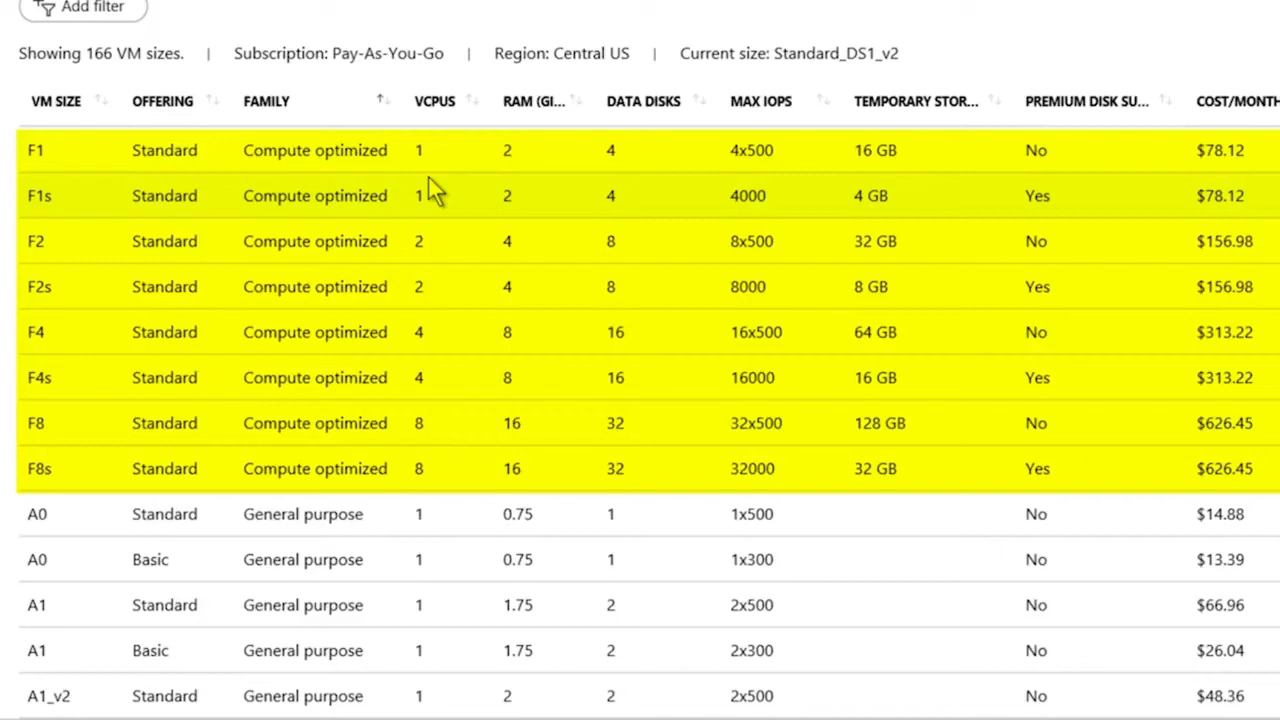 Add filter
Showing 166 VM sizes. | Subscription: Pay-As-You-Go | Region: Central US | Current size: Standard_DS1_v2
VM SIZE OFFERING FAMILY VCPUS RAM (GI... DATA DISKS MAX IOPS TEMPORARY STOR... PREMIUM DISK SU... COST/MONTH
F1 Standard Compute optimized 1 2 4 4x500 16 GB No $78.12
F1s Standard Compute optimized 1 2 4 4000 4 GB Yes $78.12
F2 Standard Compute optimized 2 4 8 8x500 32 GB No $156.98
F2s Standard Compute optimized 2 4 8 8000 8 GB Yes $156.98
F4 Standard Compute optimized 4 8 16 16x500 64 GB No $313.22
F4s Standard Compute optimized 4 8 16 16000 16 GB Yes $313.22
F8 Standard Compute optimized 8 16 32 32x500 128 GB No $626.45
F8s Standard Compute optimized 8 16 32 32000 32 GB Yes $626.45
A0 Standard General purpose 1 0.75 1 1x500 No $14.88
A0 Basic General purpose 1 0.75 1 1x300 No $13.39
A1 Standard General purpose 1 1.75 2 2x500 No $66.96
A1 Basic General purpose 1 1.75 2 2x300 No $26.04
A1_v2 Standard General purpose 1 2 2 2x500 No $48.36